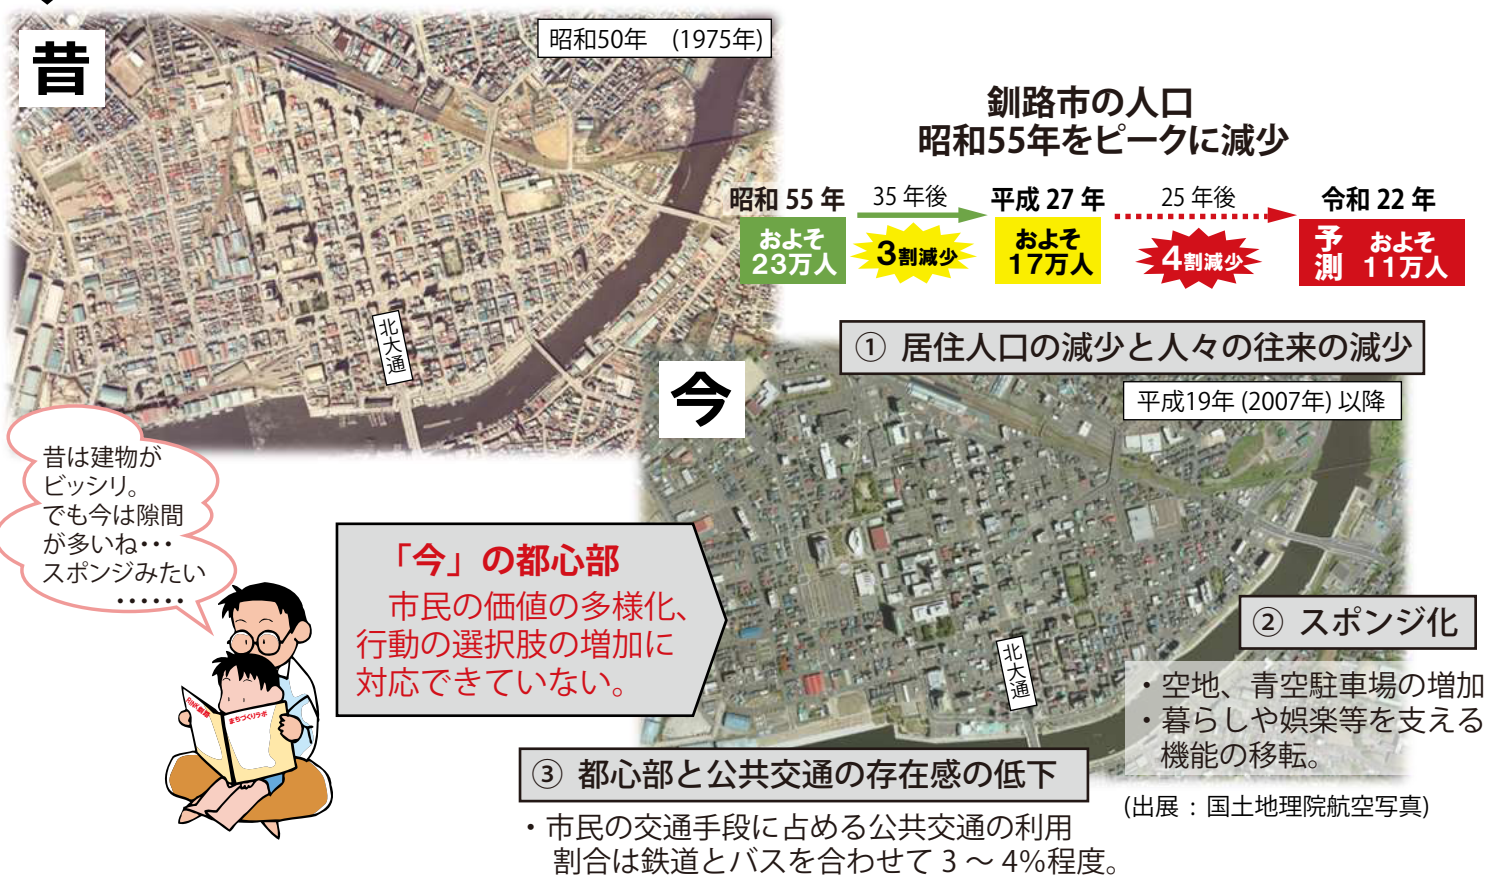 昔
昭和50年 (1975年)
北大通
釧路市の人口
昭和55年をピークに減少
昭和 55 年
35 年後
平成 27 年
25 年後
令和 22 年
およそ
23万人
3割減少
およそ
17万人
4割減少
予測
およそ
11万人
① 居住人口の減少と人々の往来の減少
今
平成19年 (2007年) 以降
北大通
昔は建物が
ビッシリ。
でも今は隙間
が多いね・・・
スポンジみたい
・・・・・・
「今」の都心部
市民の価値の多様化、
行動の選択肢の増加に
対応できていない。
② スポンジ化
・空地、青空駐車場の増加
・暮らしや娯楽等を支える
機能の移転。
(出展：国土地理院航空写真)
まちづくりラボ
③ 都心部と公共交通の存在感の低下
・市民の交通手段に占める公共交通の利用
割合は鉄道とバスを合わせて 3 ～ 4%程度。